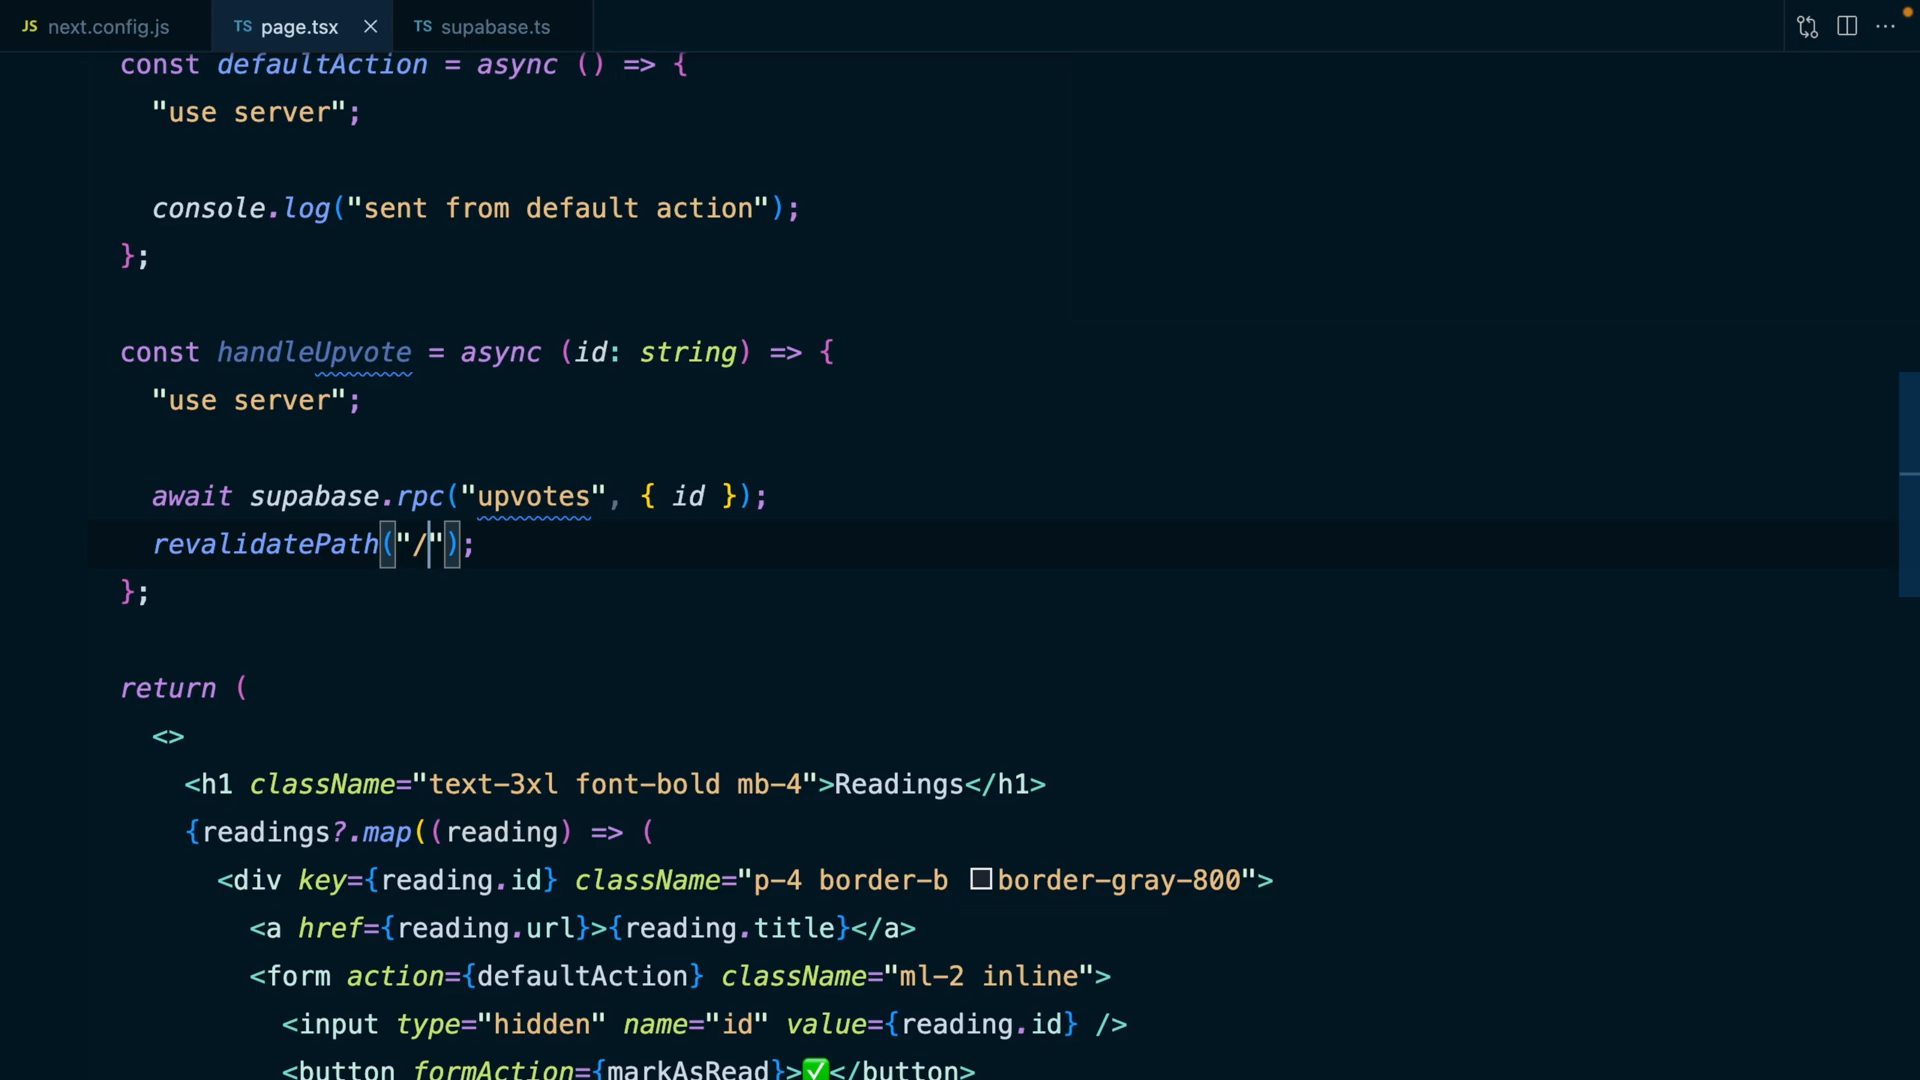 JS next.config.js
TS page.tsx
TS supabase.ts
const defaultAction = async () => {
"use server";
console.log("sent from default action");
};
const handleUpvote = async (id: string) => {
"use server";
await supabase.rpc("upvotes", { id });
revalidatePath("/");
};
return (
<>
<h1 className="text-3xl font-bold mb-4">Readings</h1>
{readings?.map((reading) => (
<div key={reading.id} className="p-4 border-b border-gray-800">
<a href={reading.url}>{reading.title}</a>
<form action={defaultAction} className="ml-2 inline">
<input type="hidden" name="id" value={reading.id} />
<button formAction={markAsRead}>✅</button>